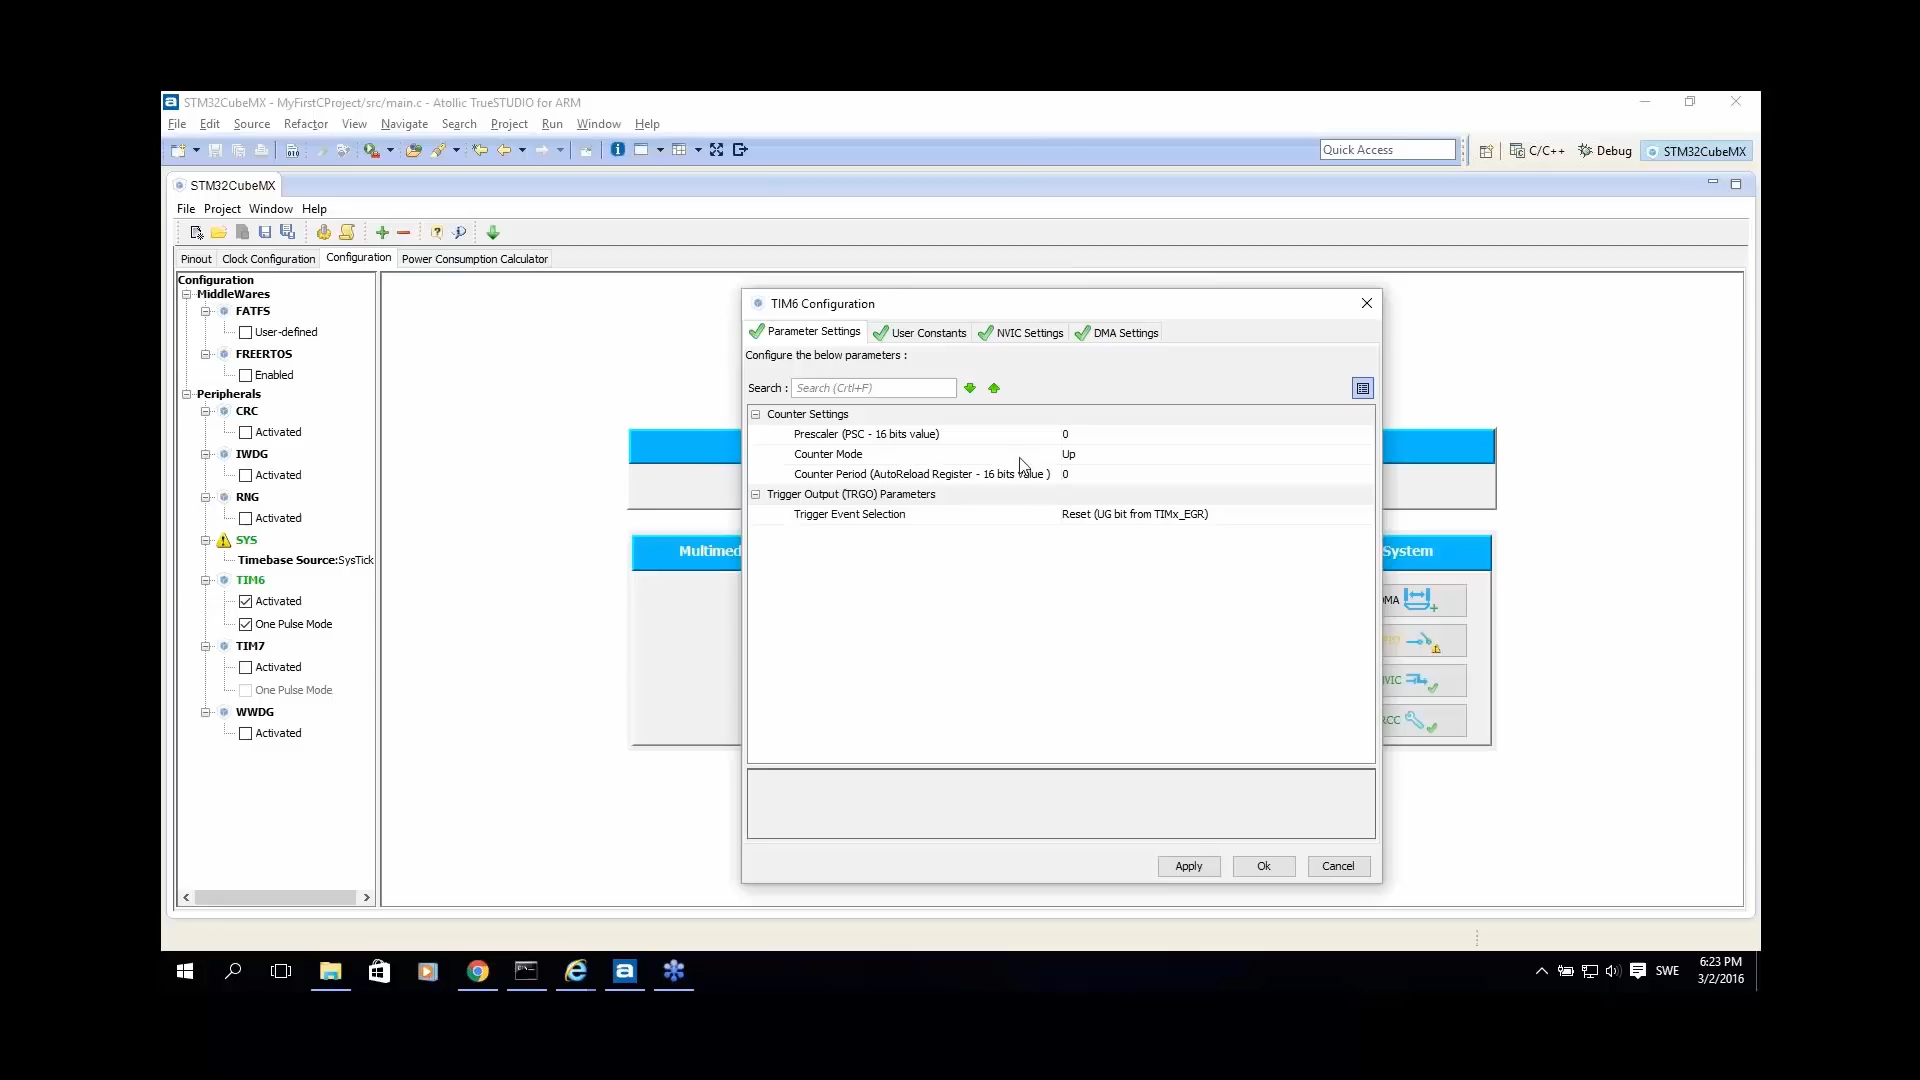 STM32CubeMX - MyFirstCProject/src/main.c - Atollic TrueSTUDIO for ARM
File Edit Source Refactor View Navigate Search Project Run Window Help
Quick Access
C/C++
Debug
STM32CubeMX
STM32CubeMX
File Project Window Help
Pinout Clock Configuration Configuration Power Consumption Calculator
Configuration
MiddleWares
FATFS
User-defined
FREERTOS
Enabled
Peripherals
CRC
Activated
IWDG
Activated
RNG
Activated
SYS
Timebase Source:SysTick
TIM6
Activated
One Pulse Mode
TIM7
Activated
One Pulse Mode
WWDG
Activated
Multimed
System
MA
VIC
RCC
TIM6 Configuration
Parameter Settings User Constants NVIC Settings DMA Settings
Configure the below parameters :
Search : Search (Crtl+F)
Counter Settings
Prescaler (PSC - 16 bits value) 0
Counter Mode Up
Counter Period (AutoReload Register - 16 bits value ) 0
Trigger Output (TRGO) Parameters
Trigger Event Selection Reset (UG bit from TIMx_EGR)
Apply Ok Cancel
SWE
6:23 PM
3/2/2016